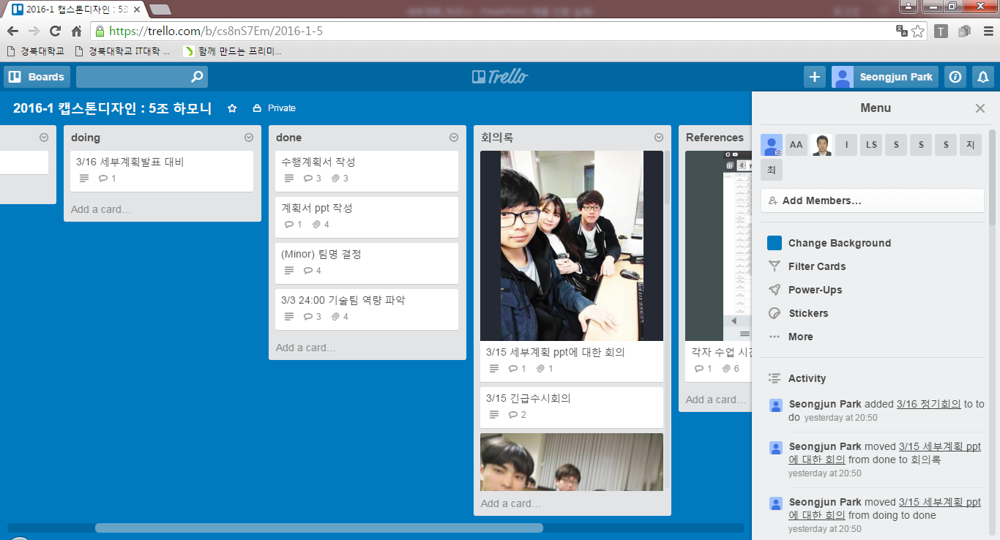 2016-1 캡스톤디자인 : 5조
https://trello.com/b/cs8nS7Em/2016-1-5
경북대학교
경북대학교 IT대학 ...
함께 만드는 프리미...
Boards
Trello
Seongjun Park
2016-1 캡스톤디자인 : 5조 하모니
Private
doing
3/16 세부계획발표 대비
1
Add a card…
done
수행계획서 작성
3 3
계획서 ppt 작성
1 4
(Minor) 팀명 결정
4
3/3 24:00 기술팀 역량 파악
3 4
Add a card…
회의록
3/15 세부계획 ppt에 대한 회의
1 1
3/15 긴급수시회의
2
Add a card…
References
각자 수업
1 6
Add a card…
Menu
AA I LS S S S 지
최
Add Members…
Change Background
Filter Cards
Power-Ups
Stickers
More
Activity
Seongjun Park added 3/16 정기회의 to to
do yesterday at 20:50
Seongjun Park moved 3/15 세부계획 ppt
에 대한 회의 from done to 회의록
yesterday at 20:50
Seongjun Park moved 3/15 세부계획 ppt
에 대한 회의 from doing to done
yesterday at 20:50